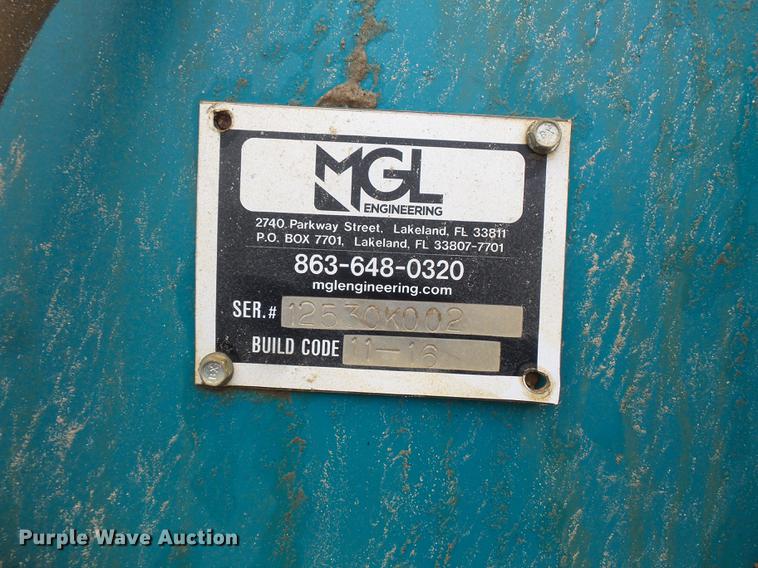 MGL
ENGINEERING
2740 Parkway Street, Lakeland, FL 33811
P.O. BOX 7701, Lakeland, FL 33807-7701
863-648-0320
mglengineering.com
SER.# 12530K002
BUILD CODE 11-16
Purple Wave Auction